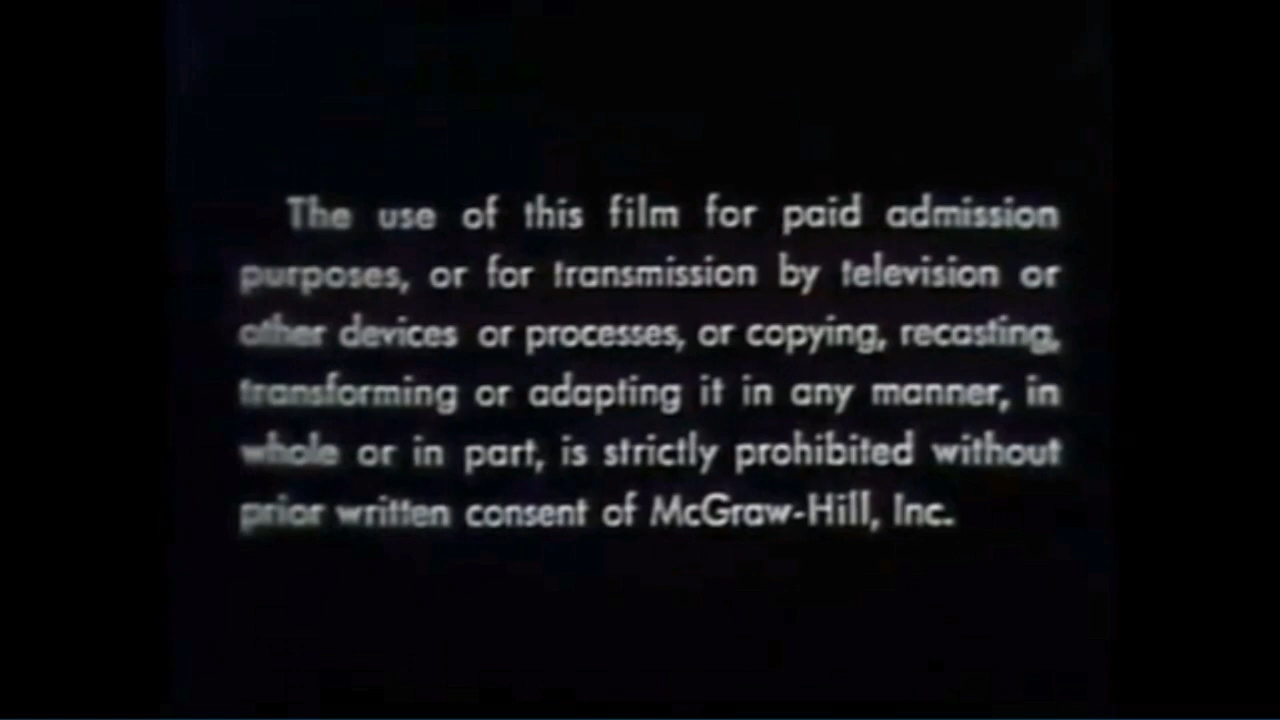 The use of this film for paid admission
purposes, or for transmission by television or
other devices or processes, or copying, recasting,
transforming or adapting it in any manner, in
whole or in part, is strictly prohibited without
prior written consent of McGraw-Hill, Inc.